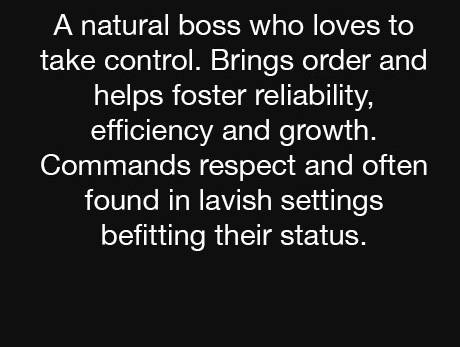 A natural boss who loves to
take control. Brings order and
helps foster reliability,
efficiency and growth.
Commands respect and often
found in lavish settings
befitting their status.